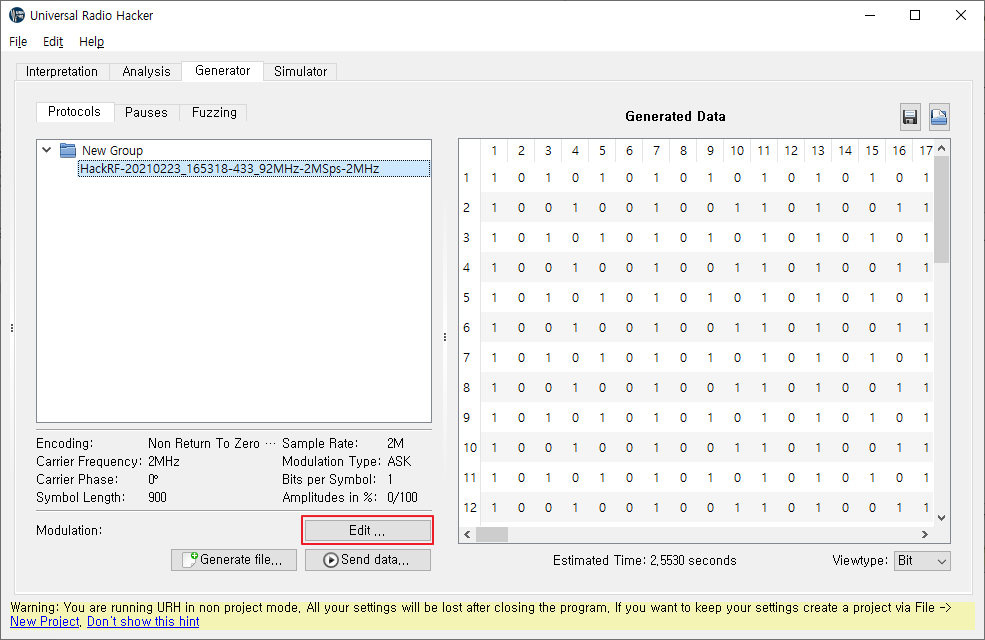 Universal Radio Hacker
File Edit Help
Interpretation Analysis Generator Simulator
Protocols Pauses Fuzzing
Generated Data
New Group
HackRF-20210223_165318-433_92MHz-2MSps-2MHz
1 2 3 4 5 6 7 8 9 10 11 12 13 14 15 16 17
1 1 0 1 0 1 0 1 0 1 0 1 0 1 0 1 0 1
2 1 0 0 1 0 0 1 0 0 1 1 0 1 0 0 1 1
3 1 0 1 0 1 0 1 0 1 0 1 0 1 0 1 0 1
4 1 0 0 1 0 0 1 0 0 1 1 0 1 0 0 1 1
5 1 0 1 0 1 0 1 0 1 0 1 0 1 0 1 0 1
6 1 0 0 1 0 0 1 0 0 1 1 0 1 0 0 1 1
7 1 0 1 0 1 0 1 0 1 0 1 0 1 0 1 0 1
8 1 0 0 1 0 0 1 0 0 1 1 0 1 0 0 1 1
9 1 0 1 0 1 0 1 0 1 0 1 0 1 0 1 0 1
10 1 0 0 1 0 0 1 0 0 1 1 0 1 0 0 1 1
11 1 0 1 0 1 0 1 0 1 0 1 0 1 0 1 0 1
12 1 0 0 1 0 0 1 0 0 1 1 0 1 0 0 1 1
Encoding: Non Return To Zero ··· Sample Rate: 2M
Carrier Frequency: 2MHz Modulation Type: ASK
Carrier Phase: 0° Bits per Symbol: 1
Symbol Length: 900 Amplitudes in %: 0/100
Modulation: Edit ...
Generate file... Send data...
Estimated Time: 2,5530 seconds Viewtype: Bit
Warning: You are running URH in non project mode. All your settings will be lost after closing the program. If you want to keep your settings create a project via File ->
New Project. Don't show this hint